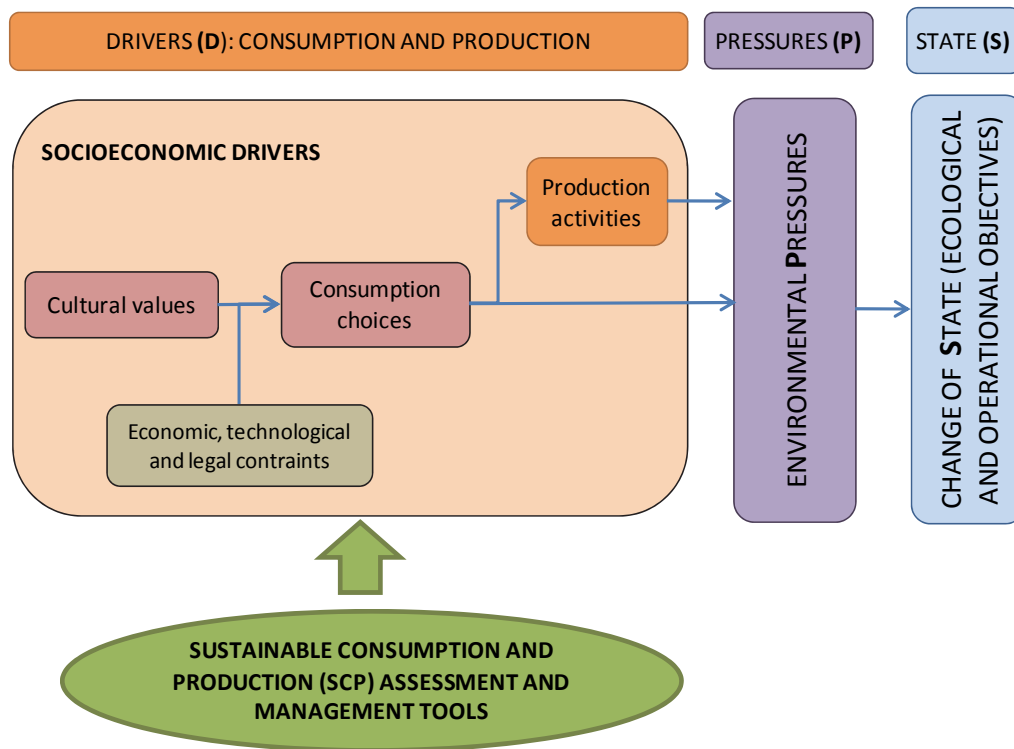 DRIVERS (D): CONSUMPTION AND PRODUCTION
PRESSURES (P)
STATE (S)
SOCIOECONOMIC DRIVERS
Production
activities
Cultural values
Consumption
choices
Economic, technological
and legal contraints
ENVIRONMENTAL PRESSURES
CHANGE OF STATE (ECOLOGICAL
AND OPERATIONAL OBJECTIVES)
SUSTAINABLE CONSUMPTION AND
PRODUCTION (SCP) ASSESSMENT AND
MANAGEMENT TOOLS